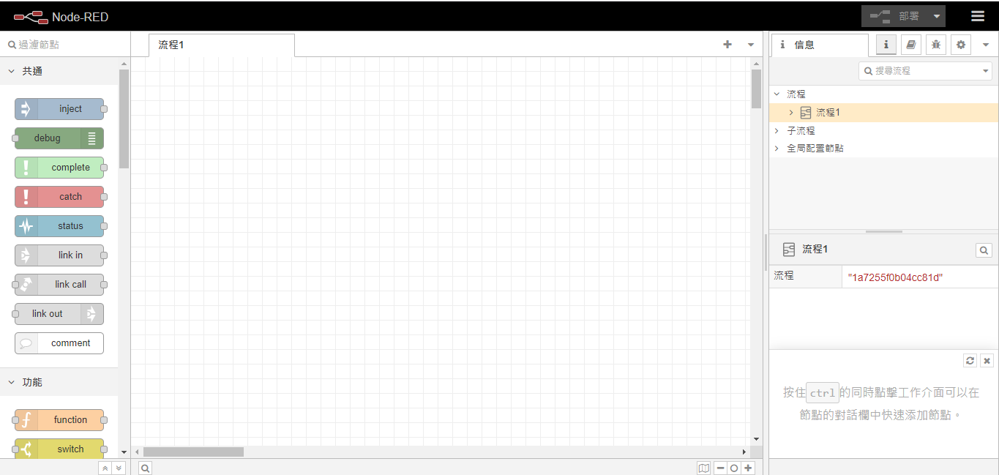 Node-RED
部署
過濾節點
共通
inject
debug
complete
catch
status
link in
link call
link out
comment
功能
function
switch
流程1
信息
搜尋流程
流程
流程1
子流程
全局配置節點
流程1
流程 "1a7255f0b04cc81d"
按住 ctrl 的同時點擊工作介面可以在
節點的對話欄中快速添加節點。